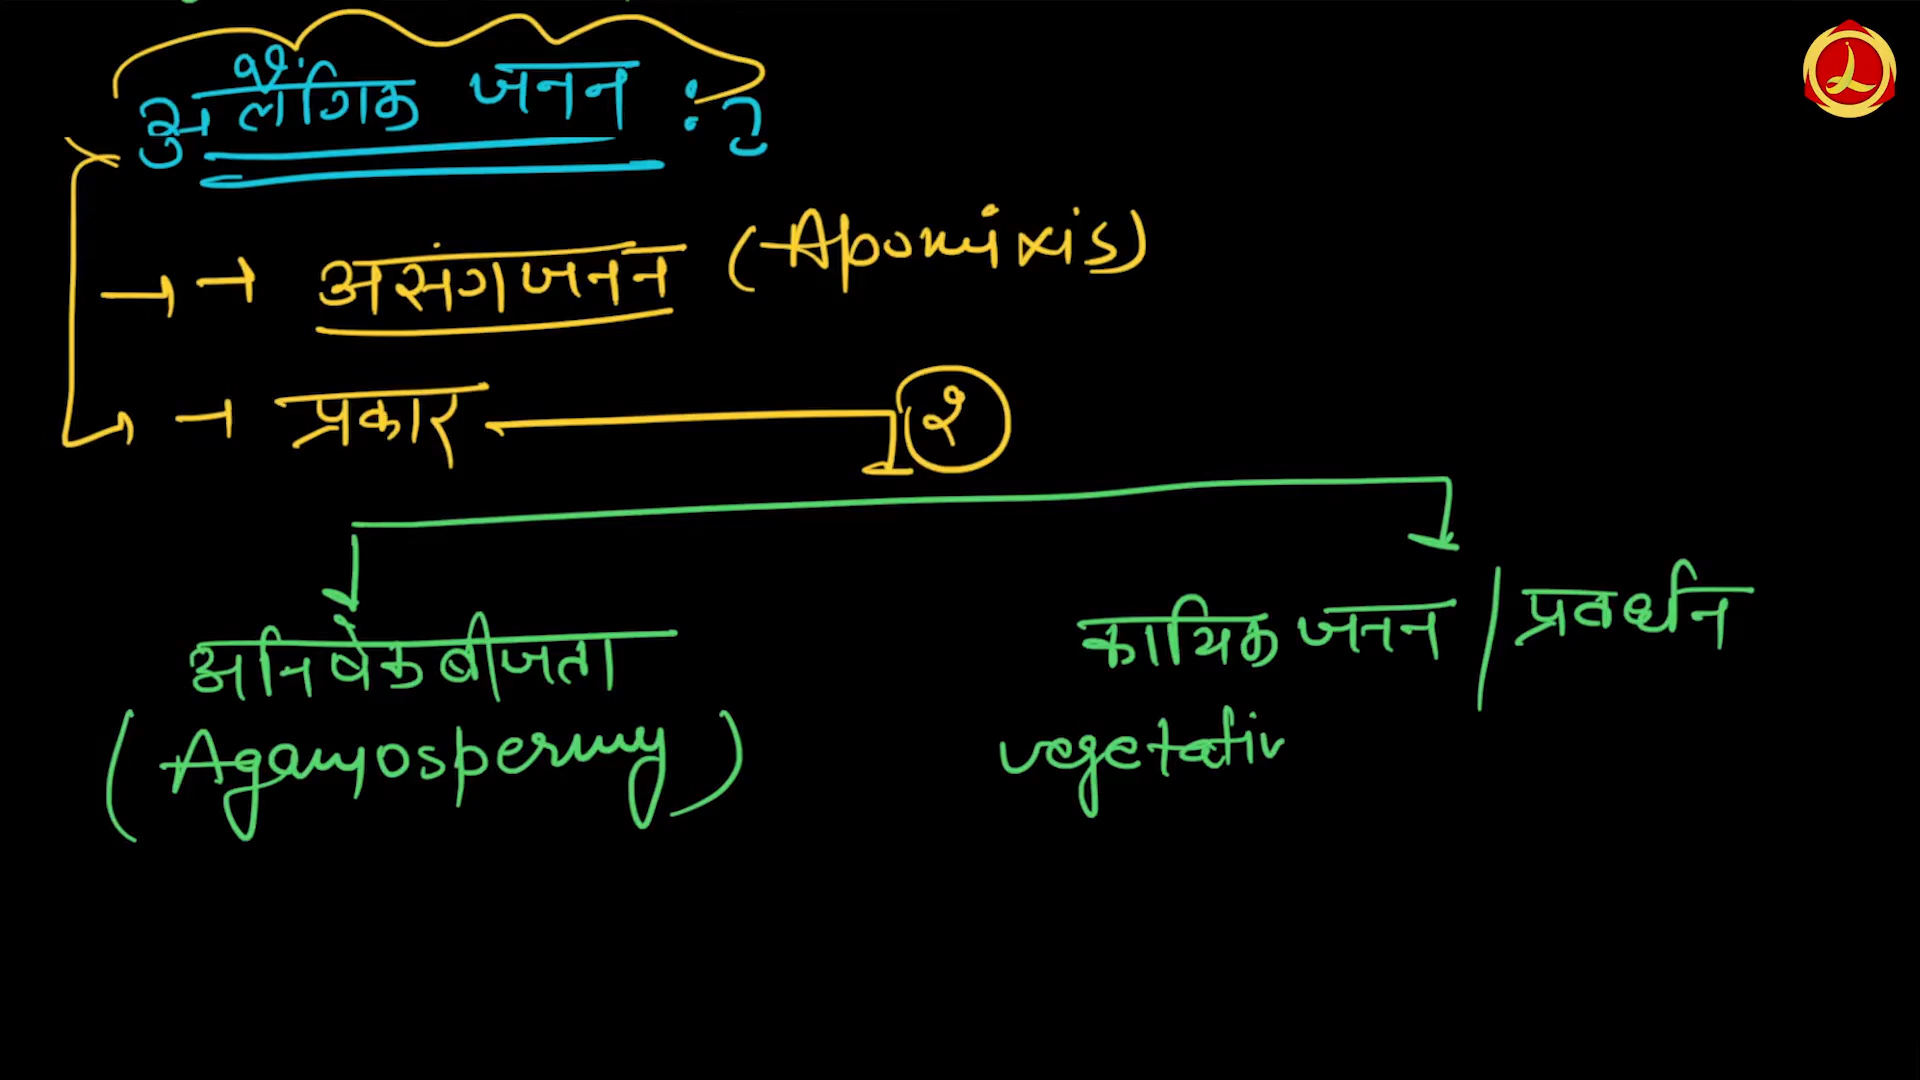 अलैंगिक जनन :-
→ → असंगजनन (Apomixis)
→ प्रकार २
अनिषेकबीजता
(Agamospermy)
कायिक जनन / प्रवर्धन
vegetativ